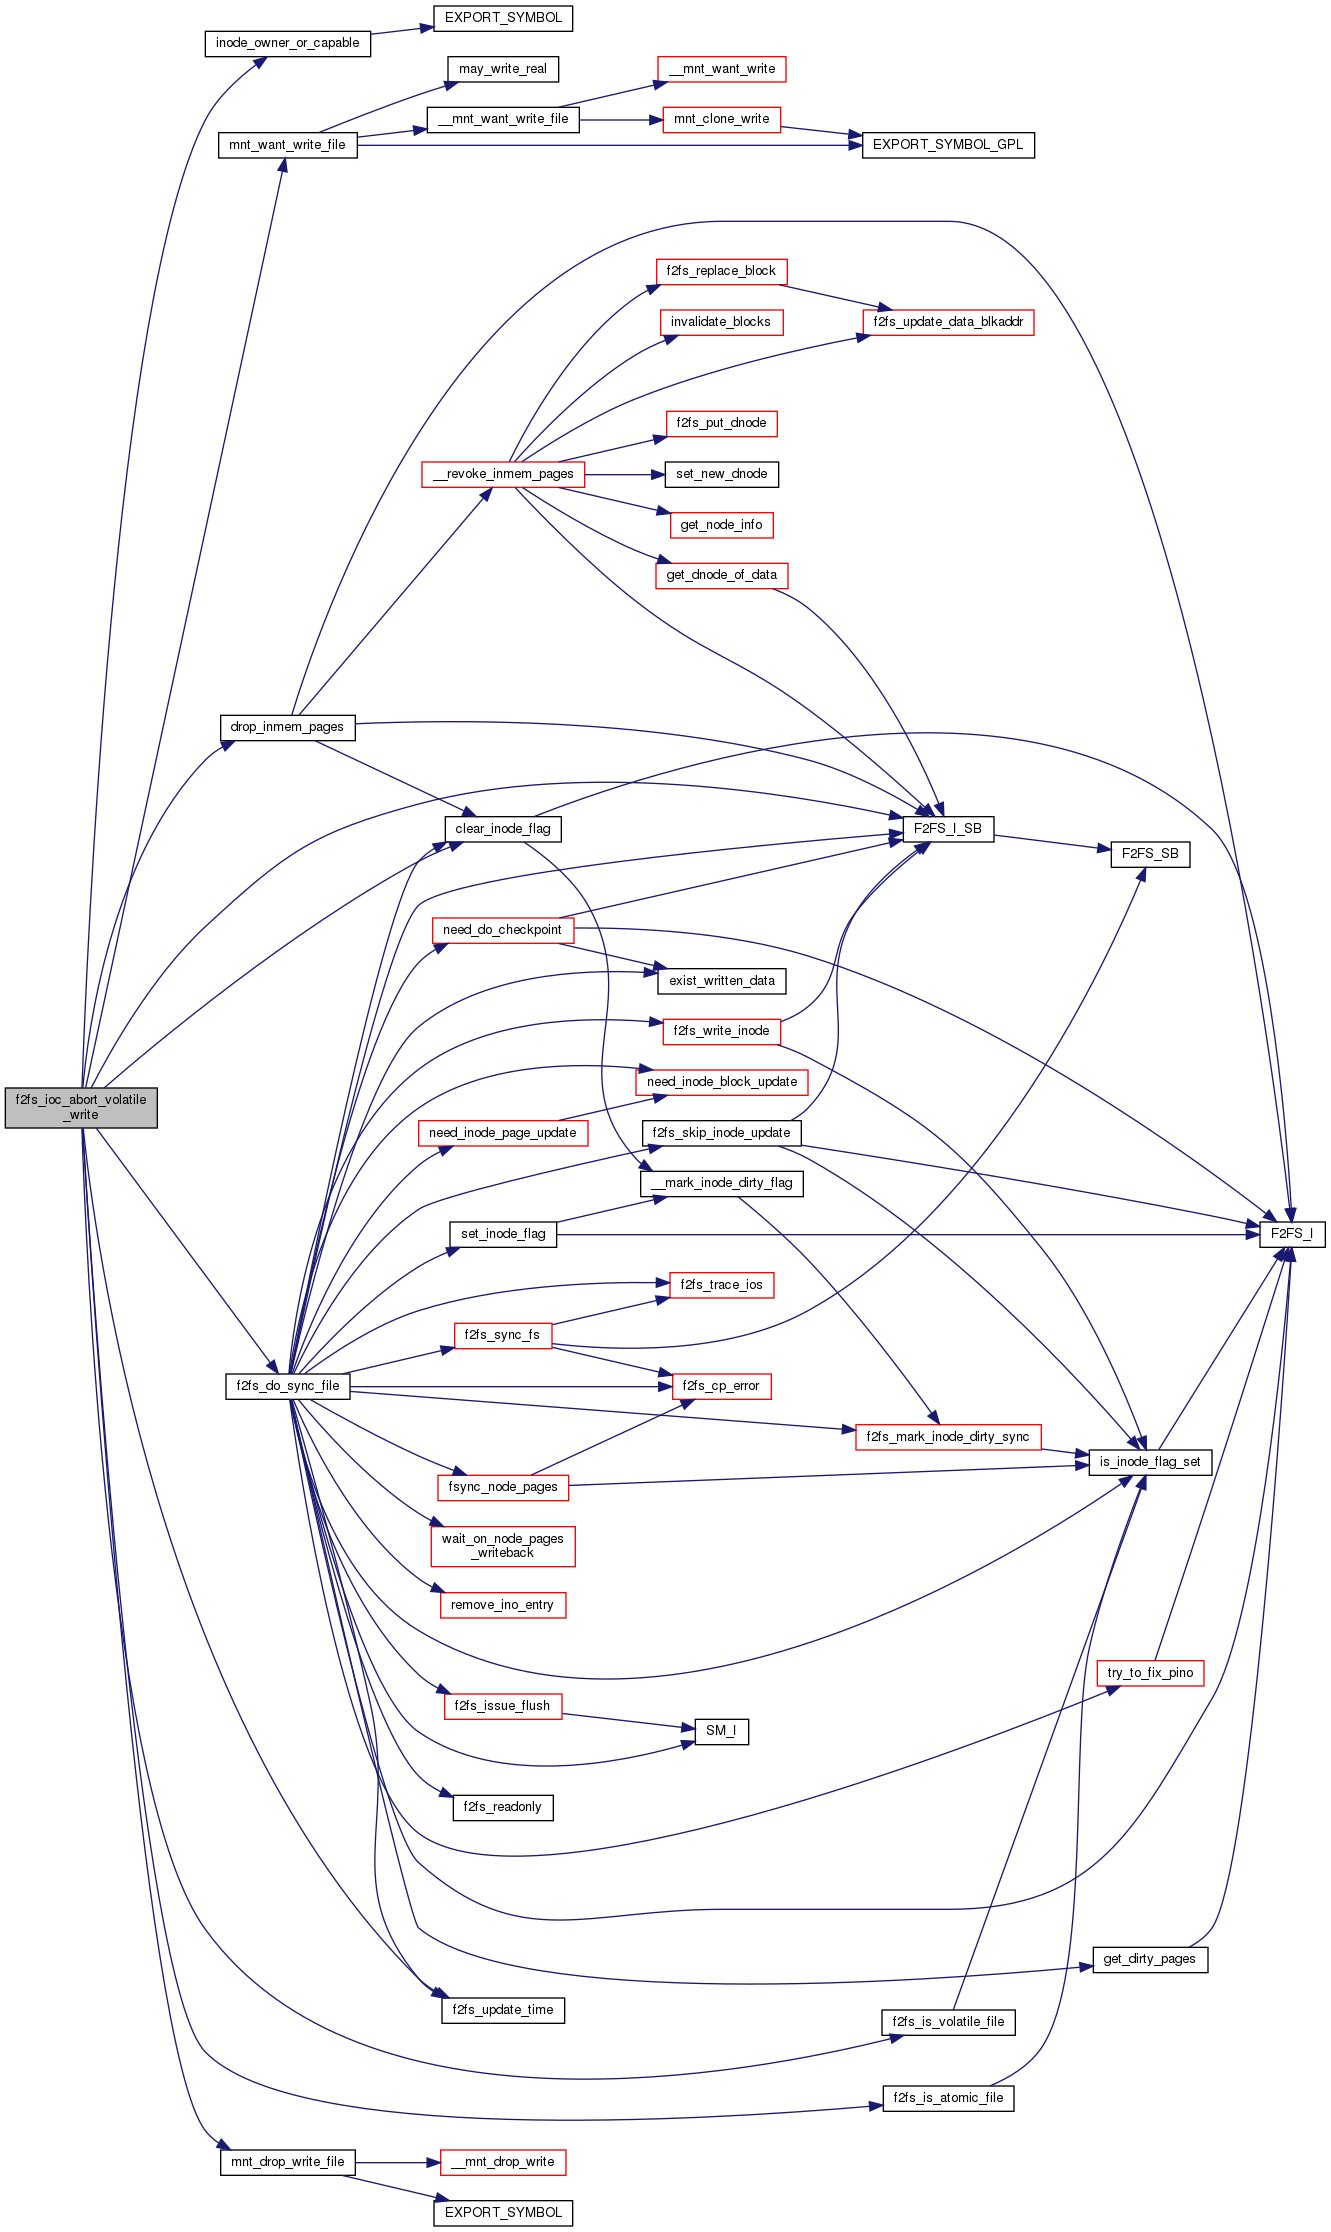 EXPORT_SYMBOL
inode_owner_or_capable
may_write_real
__mnt_want_write
__mnt_want_write_file
mnt_clone_write
mnt_want_write_file
EXPORT_SYMBOL_GPL
f2fs_replace_block
invalidate_blocks
f2fs_update_data_blkaddr
f2fs_put_dnode
__revoke_inmem_pages
set_new_dnode
get_node_info
get_dnode_of_data
drop_inmem_pages
clear_inode_flag
F2FS_I_SB
F2FS_SB
need_do_checkpoint
exist_written_data
f2fs_write_inode
need_inode_block_update
f2fs_ioc_abort_volatile
_write
need_inode_page_update
f2fs_skip_inode_update
__mark_inode_dirty_flag
set_inode_flag
F2FS_I
f2fs_trace_ios
f2fs_sync_fs
f2fs_do_sync_file
f2fs_cp_error
f2fs_mark_inode_dirty_sync
is_inode_flag_set
fsync_node_pages
wait_on_node_pages
_writeback
remove_ino_entry
try_to_fix_pino
f2fs_issue_flush
SM_I
f2fs_readonly
get_dirty_pages
f2fs_update_time
f2fs_is_volatile_file
f2fs_is_atomic_file
mnt_drop_write_file
__mnt_drop_write
EXPORT_SYMBOL